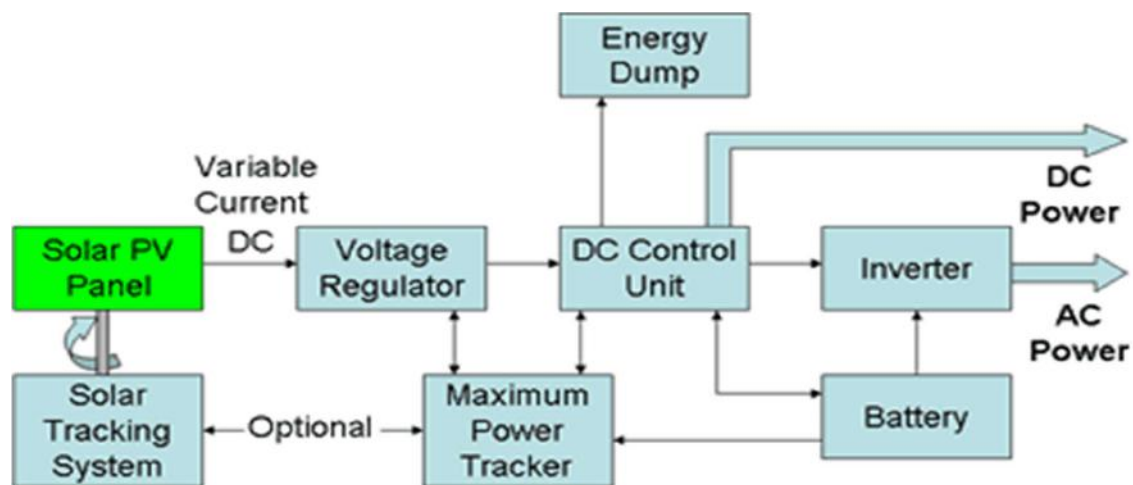 Energy
Dump
Variable
Current
DC
DC
Power
Solar PV
Panel
Voltage
Regulator
DC Control
Unit
Inverter
AC
Power
Solar
Tracking
System
Optional
Maximum
Power
Tracker
Battery